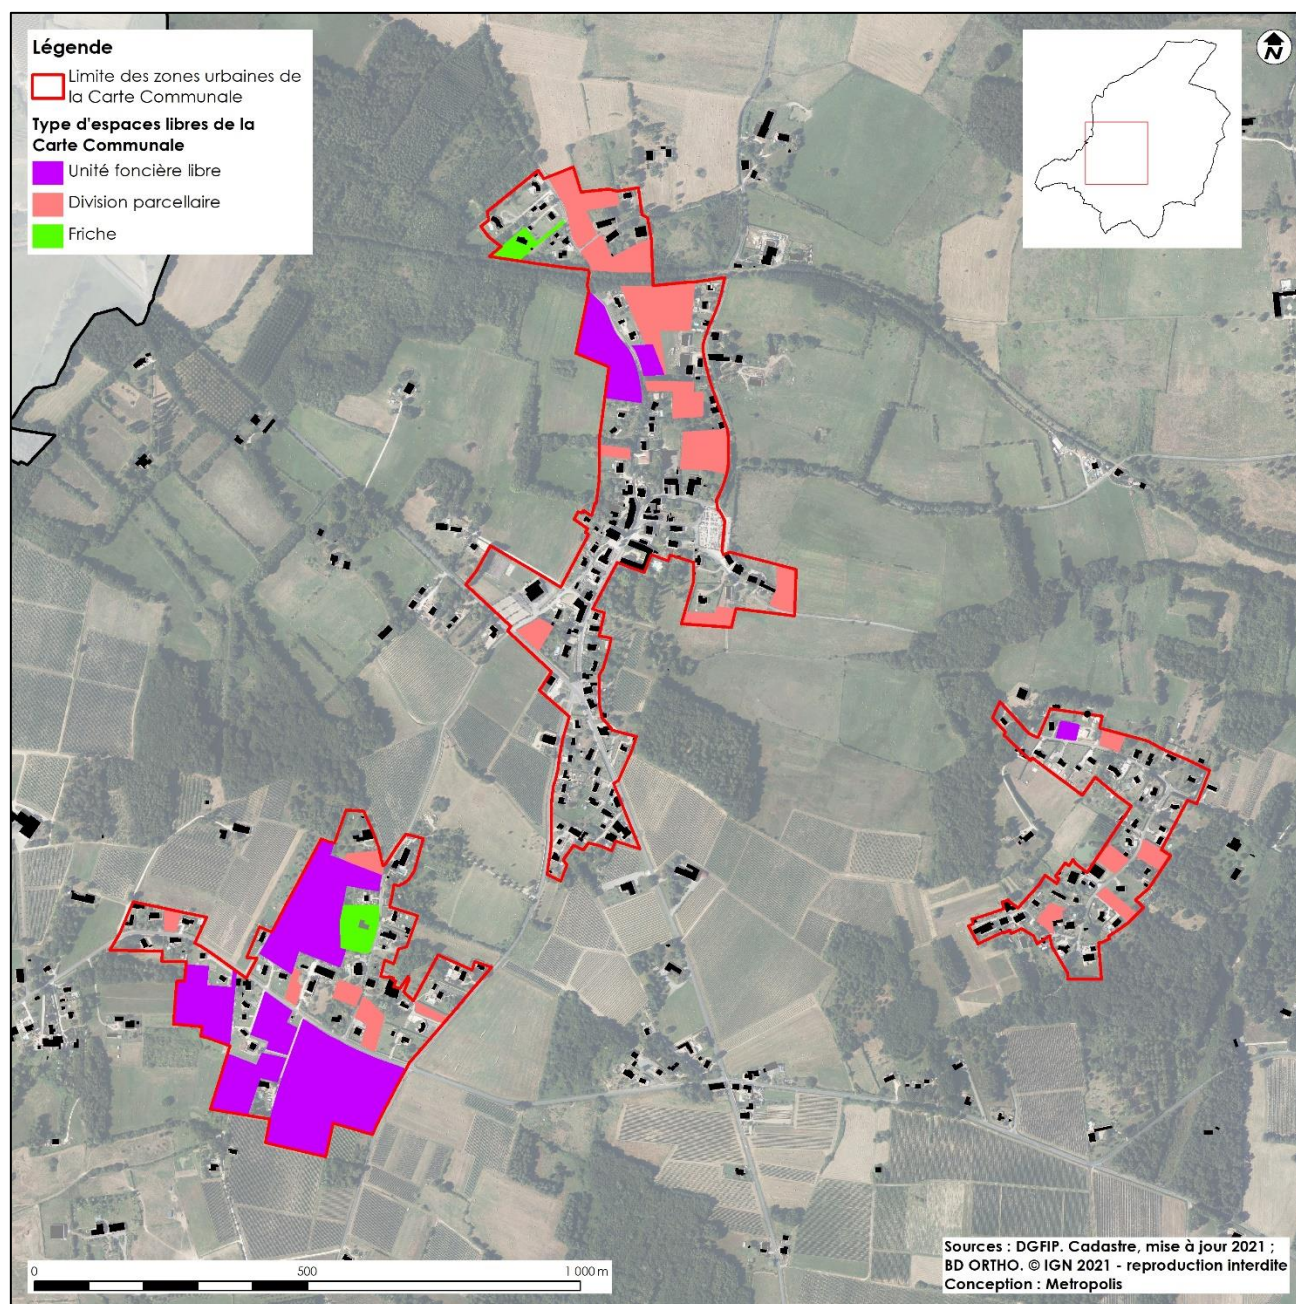 Légende
Limite des zones urbaines de
la Carte Communale
Type d'espaces libres de la
Carte Communale
Unité foncière libre
Division parcellaire
Friche
N
0 500 1 000 m
Sources : DGFIP. Cadastre, mise à jour 2021 ;
BD ORTHO. © IGN 2021 - reproduction interdite
Conception : Metropolis